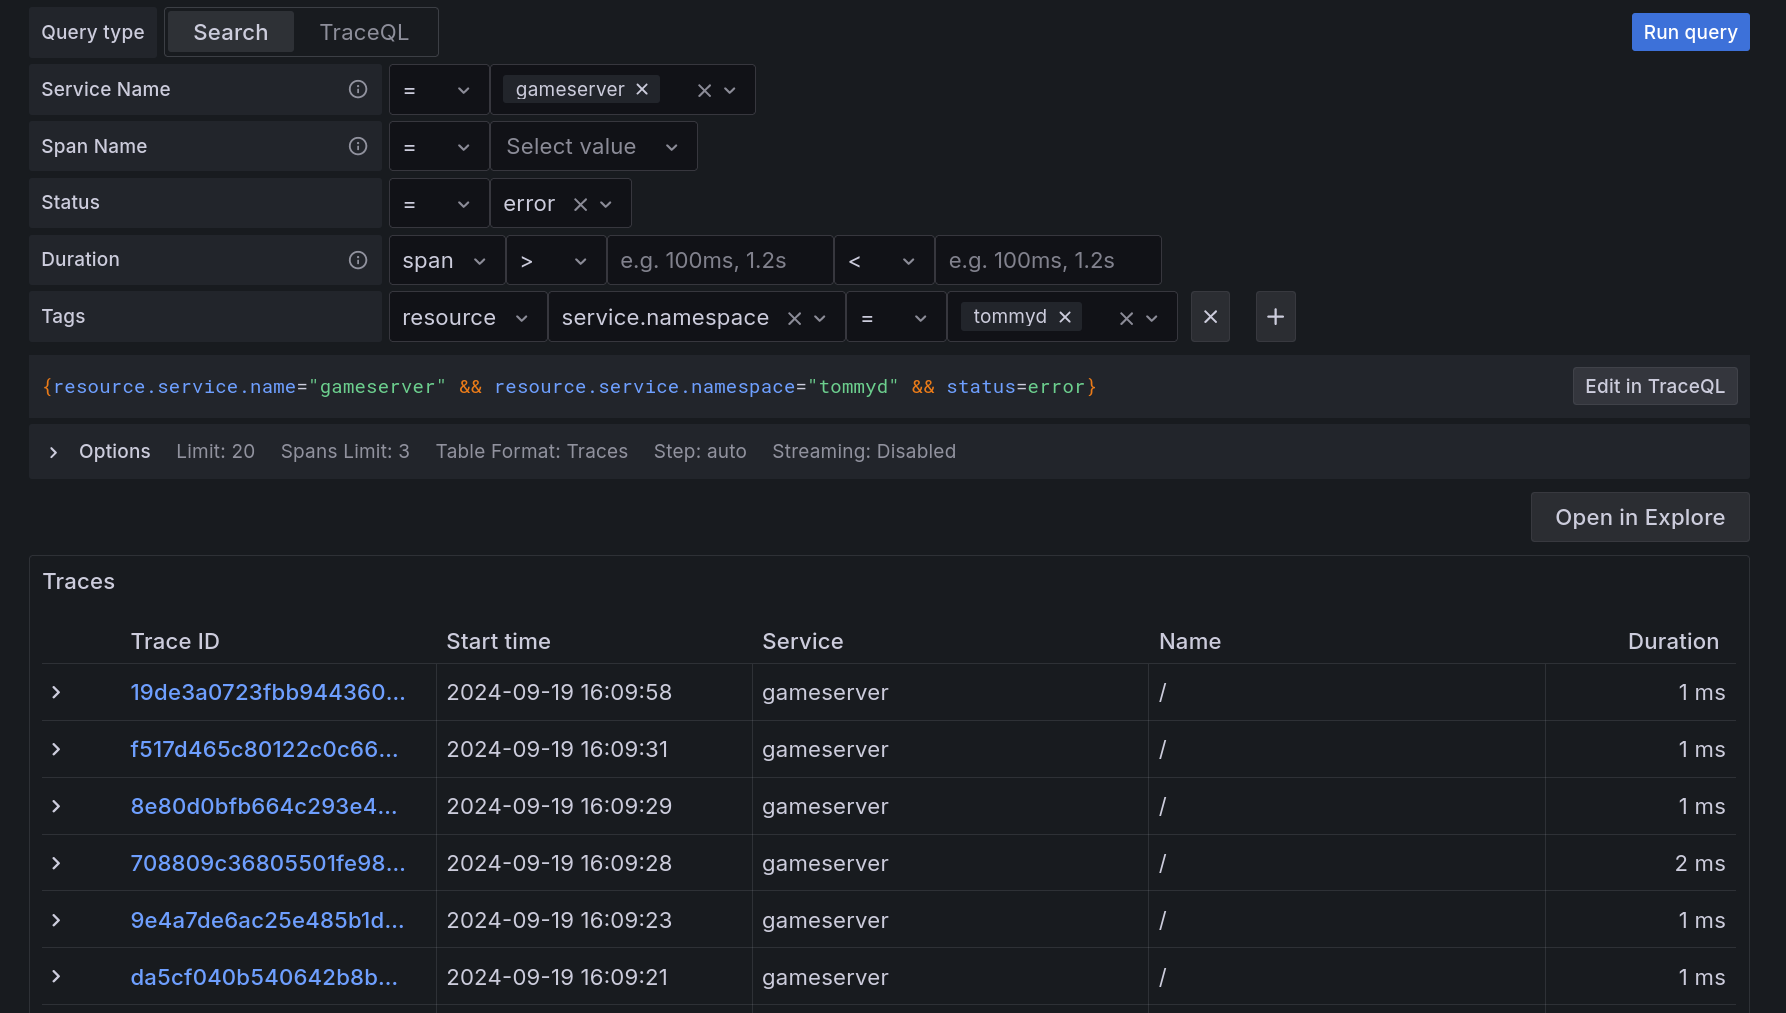 Query type Search TraceQL Run query
Service Name = gameserver
Span Name = Select value
Status = error
Duration span > e.g. 100ms, 1.2s < e.g. 100ms, 1.2s
Tags resource service.namespace = tommyd
{resource.service.name="gameserver" && resource.service.namespace="tommyd" && status=error} Edit in TraceQL
Options Limit: 20 Spans Limit: 3 Table Format: Traces Step: auto Streaming: Disabled
Open in Explore
Traces
Trace ID Start time Service Name Duration
19de3a0723fbb944360... 2024-09-19 16:09:58 gameserver / 1 ms
f517d465c80122c0c66... 2024-09-19 16:09:31 gameserver / 1 ms
8e80d0bfb664c293e4... 2024-09-19 16:09:29 gameserver / 1 ms
708809c36805501fe98... 2024-09-19 16:09:28 gameserver / 2 ms
9e4a7de6ac25e485b1d... 2024-09-19 16:09:23 gameserver / 1 ms
da5cf040b540642b8b... 2024-09-19 16:09:21 gameserver / 1 ms